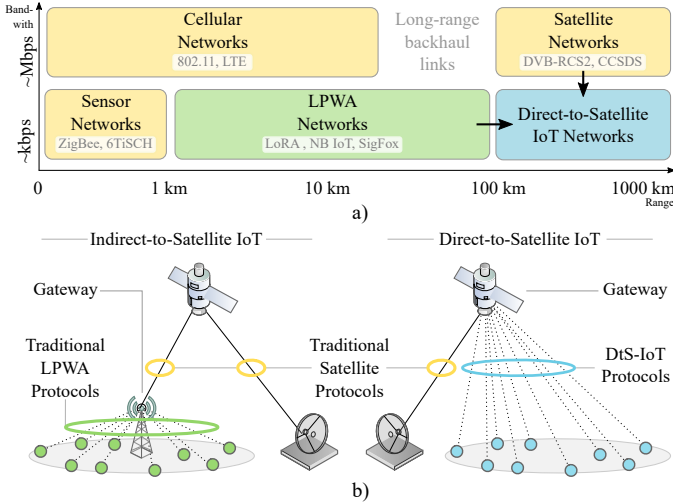 Band-
with
~Mbps
Cellular
Networks
802.11, LTE
Long-range
backhaul
links
Satellite
Networks
DVB-RCS2, CCSDS
~kbps
Sensor
Networks
ZigBee, 6TiSCH
LPWA
Networks
LoRA , NB IoT, SigFox
Direct-to-Satellite
IoT Networks
0
1 km
10 km
100 km
1000 km
Range
a)
Indirect-to-Satellite IoT
Direct-to-Satellite IoT
Gateway
Gateway
Traditional
LPWA
Protocols
Traditional
Satellite
Protocols
DtS-IoT
Protocols
b)